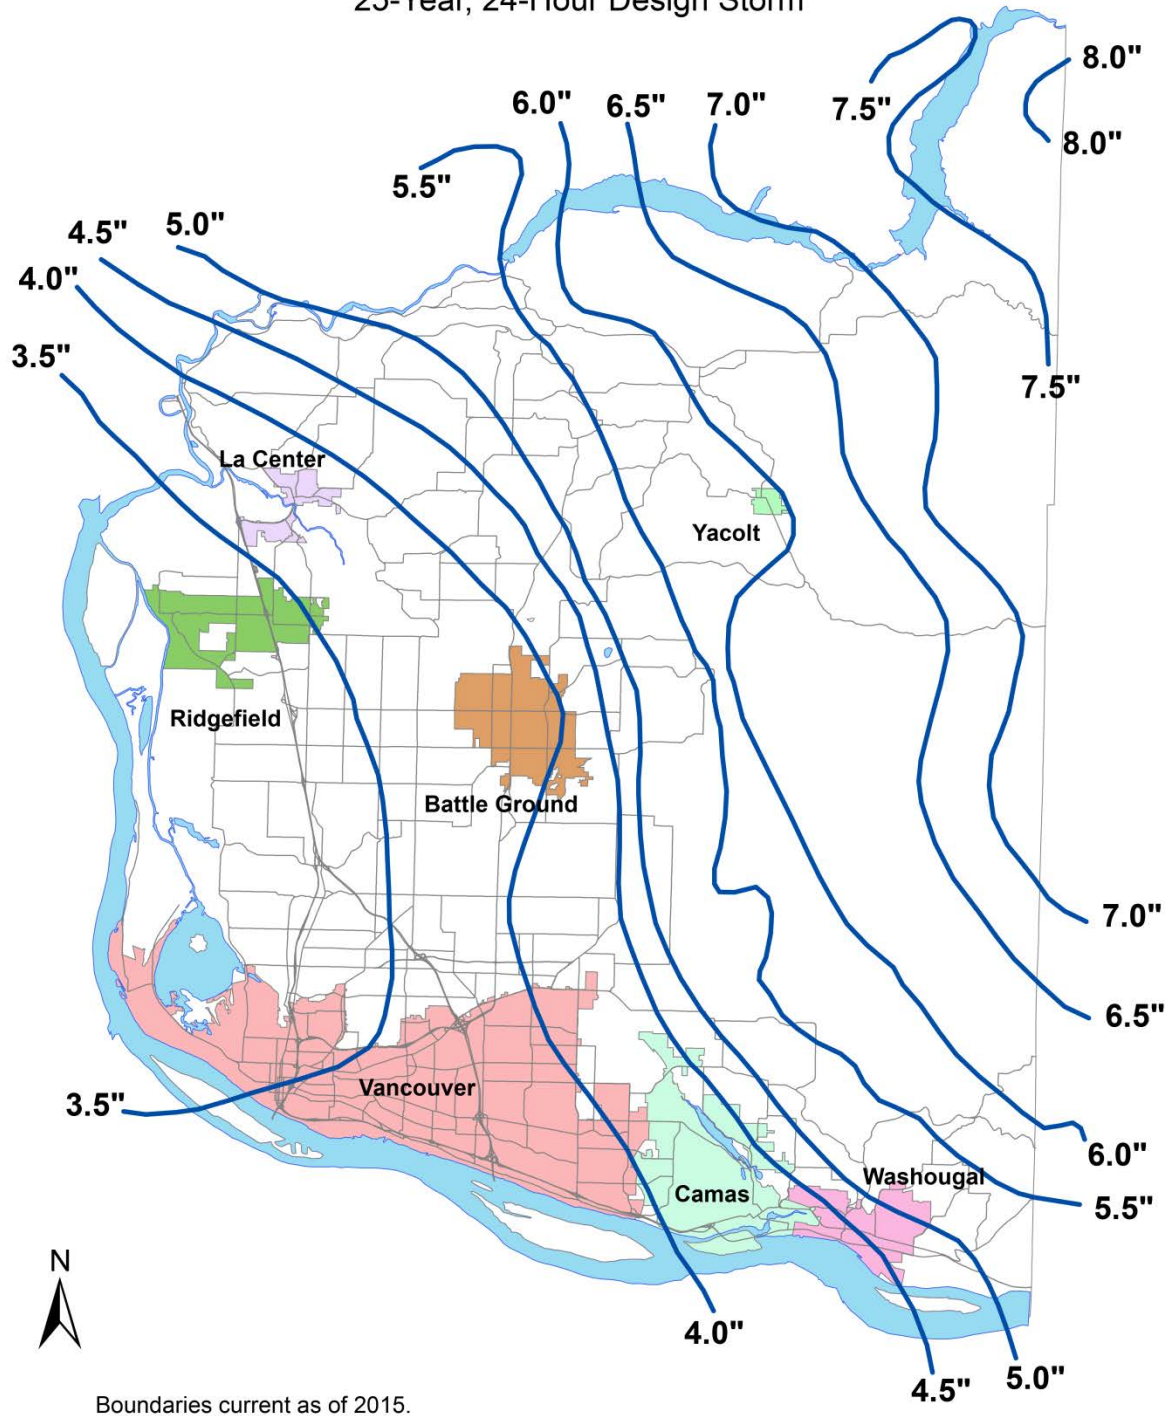 25-Year, 24-Hour Design Storm
8.0"
6.0"
6.5"
7.0"
7.5"
8.0"
5.5"
5.0"
4.5"
4.0"
3.5"
7.5"
La Center
Yacolt
Ridgefield
Battle Ground
7.0"
6.5"
Vancouver
3.5"
6.0"
Washougal
Camas
5.5"
N
4.0"
5.0"
4.5"
Boundaries current as of 2015.